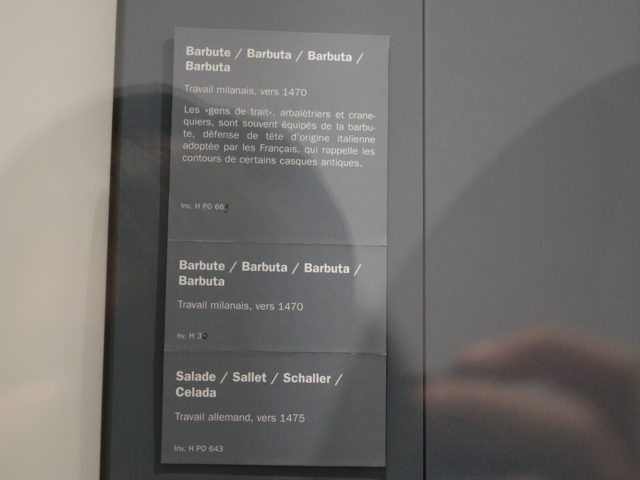 Barbute / Barbuta / Barbuta /
Barbuta
Travail milanais, vers 1470
Les «gens de trait», arbalétriers et crane-
quiers, sont souvent équipés de la barbu-
te, défense de tête d'origine italienne
adoptée par les Français, qui rappelle les
contours de certains casques antiques.
Inv. H PO
Barbute / Barbuta / Barbuta /
Barbuta
Travail milanais, vers 1470
nv. H
Salade / Sallet / Schaller /
Celada
Travail allemand, vers 1475
Inv. H PO 643